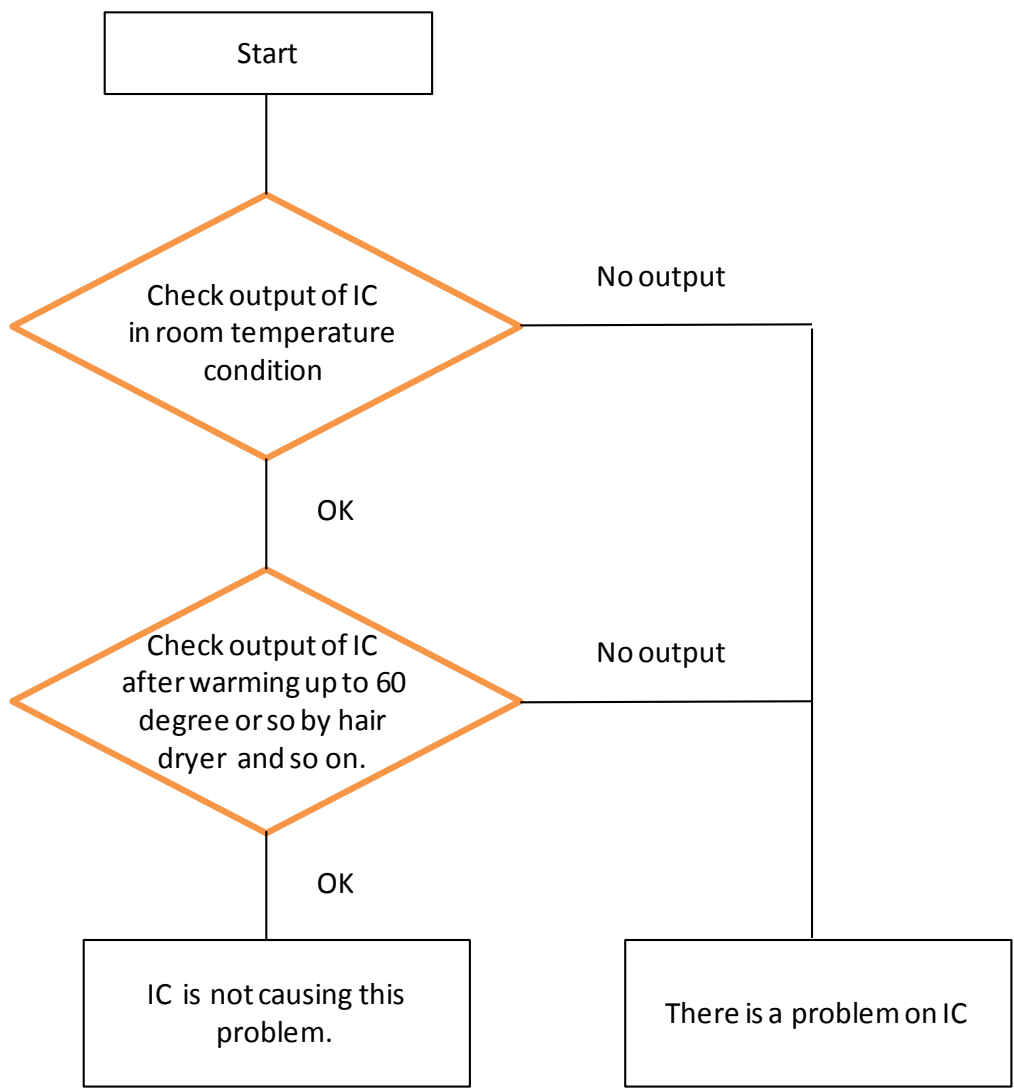 Start
No output
Check output of IC
in room temperature
condition
OK
Check output of IC
after warming up to 60
degree or so by hair
dryer and so on.
No output
OK
IC is not causing this
problem.
There is a problem on IC